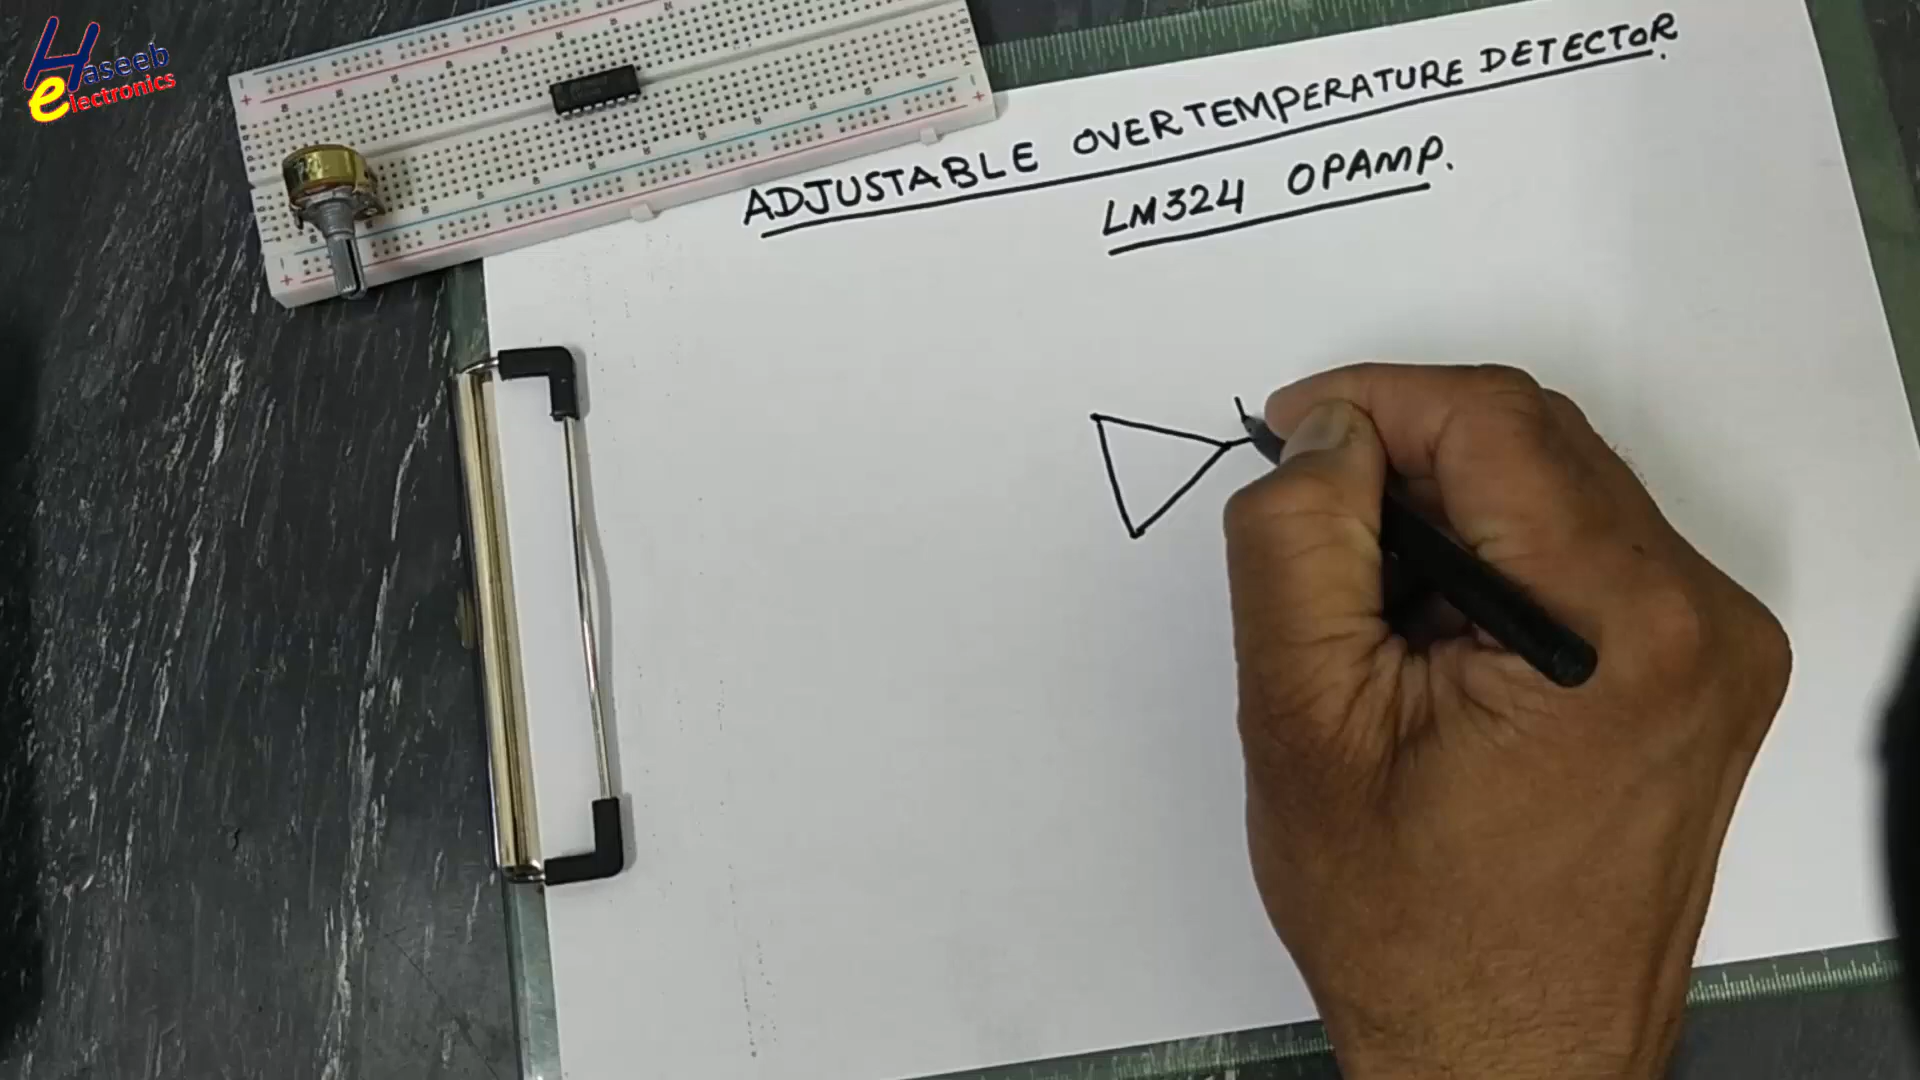 Haseeb
electronics
ADJUSTABLE OVERTEMPERATURE DETECTOR.
LM324 OPAMP.